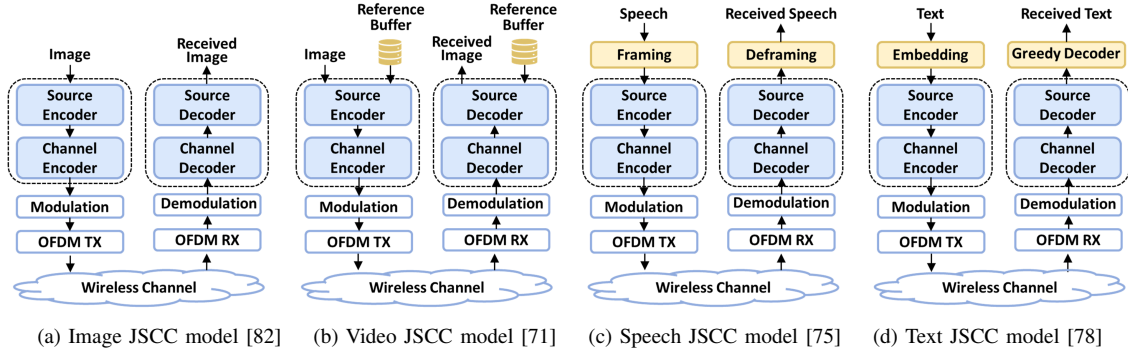 Image
Received
Image
Source
Encoder
Channel
Encoder
Modulation
OFDM TX
Source
Decoder
Channel
Decoder
Demodulation
OFDM RX
Wireless Channel
(a) Image JSCC model [82]
Reference
Buffer
Image
Received
Image
Reference
Buffer
Source
Encoder
Channel
Encoder
Modulation
OFDM TX
Source
Decoder
Channel
Decoder
Demodulation
OFDM RX
Wireless Channel
(b) Video JSCC model [71]
Speech
Framing
Source
Encoder
Channel
Encoder
Modulation
OFDM TX
Received Speech
Deframing
Source
Decoder
Channel
Decoder
Demodulation
OFDM RX
Wireless Channel
(c) Speech JSCC model [75]
Text
Embedding
Source
Encoder
Channel
Encoder
Modulation
OFDM TX
Received Text
Greedy Decoder
Source
Decoder
Channel
Decoder
Demodulation
OFDM RX
Wireless Channel
(d) Text JSCC model [78]